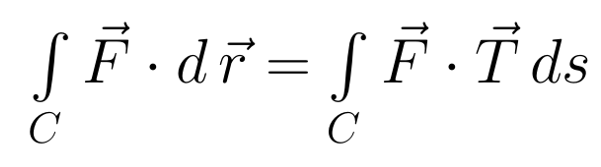 ∫_C F⃗ · d r⃗ = ∫_C F⃗ · T⃗ ds